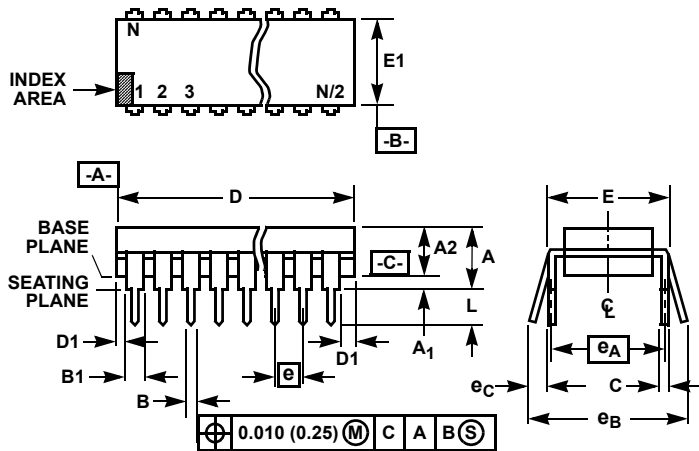 N
E1
INDEX
AREA
1 2 3 N/2
-B-
-A-
D
E
BASE
PLANE
A2
A
-C-
SEATING
PLANE
L
C
L
D1
A1
D1
eA
B1
e
eC
C
B
eB
0.010 (0.25) M C A B S